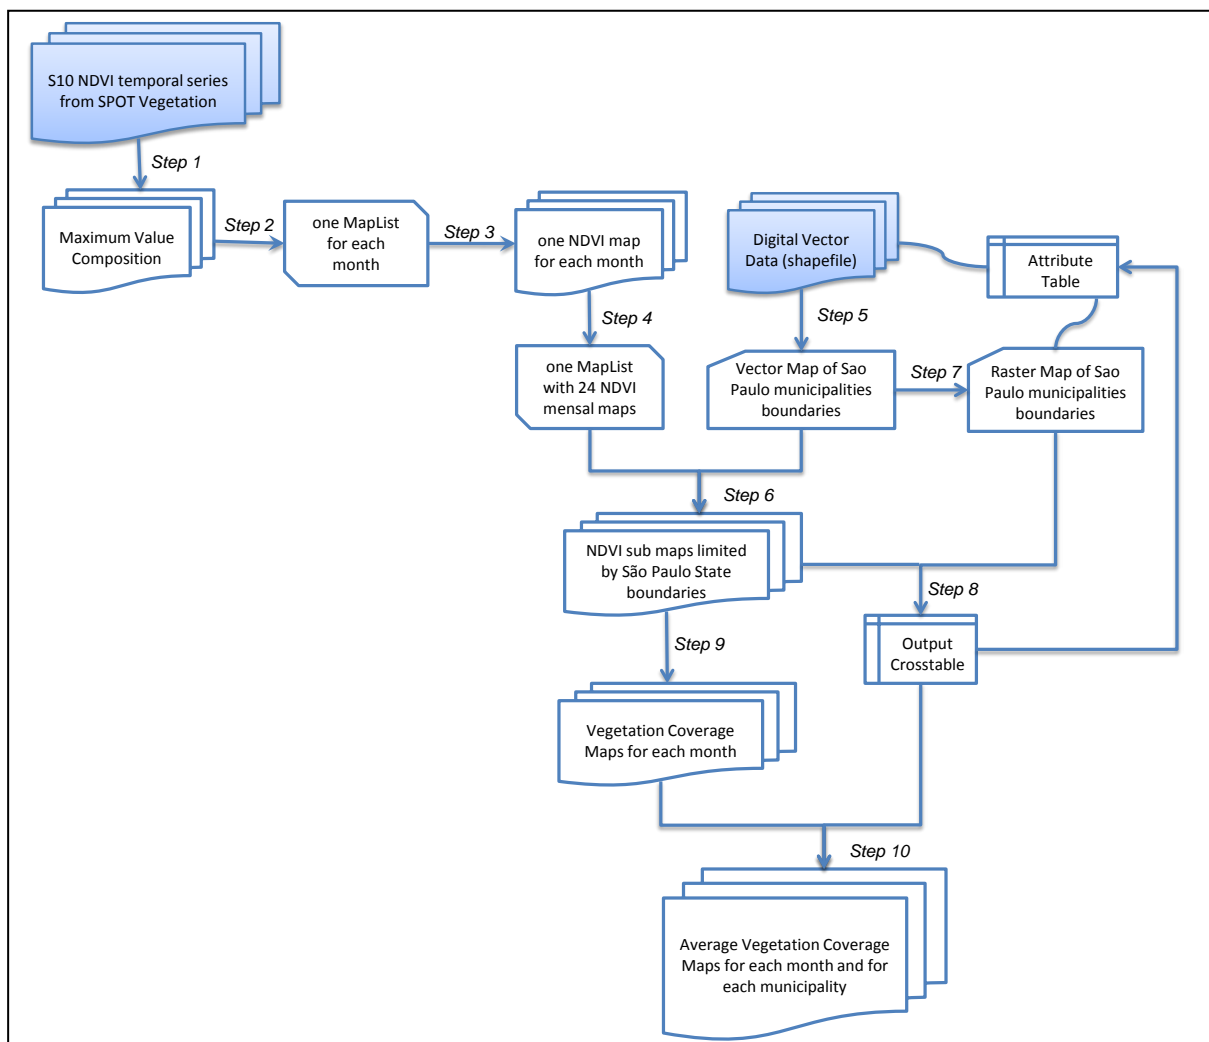 S10 NDVI temporal series
from SPOT Vegetation
Step 1
Maximum Value
Composition
Step 2
one MapList
for each
month
Step 3
one NDVI map
for each month
Digital Vector
Data (shapefile)
Attribute
Table
Step 4
Step 5
one MapList
with 24 NDVI
mensal maps
Vector Map of Sao
Paulo municipalities
boundaries
Step 7
Raster Map of Sao
Paulo municipalities
boundaries
Step 6
NDVI sub maps limited
by São Paulo State
boundaries
Step 8
Output
Crosstable
Step 9
Vegetation Coverage
Maps for each month
Step 10
Average Vegetation Coverage
Maps for each month and for
each municipality